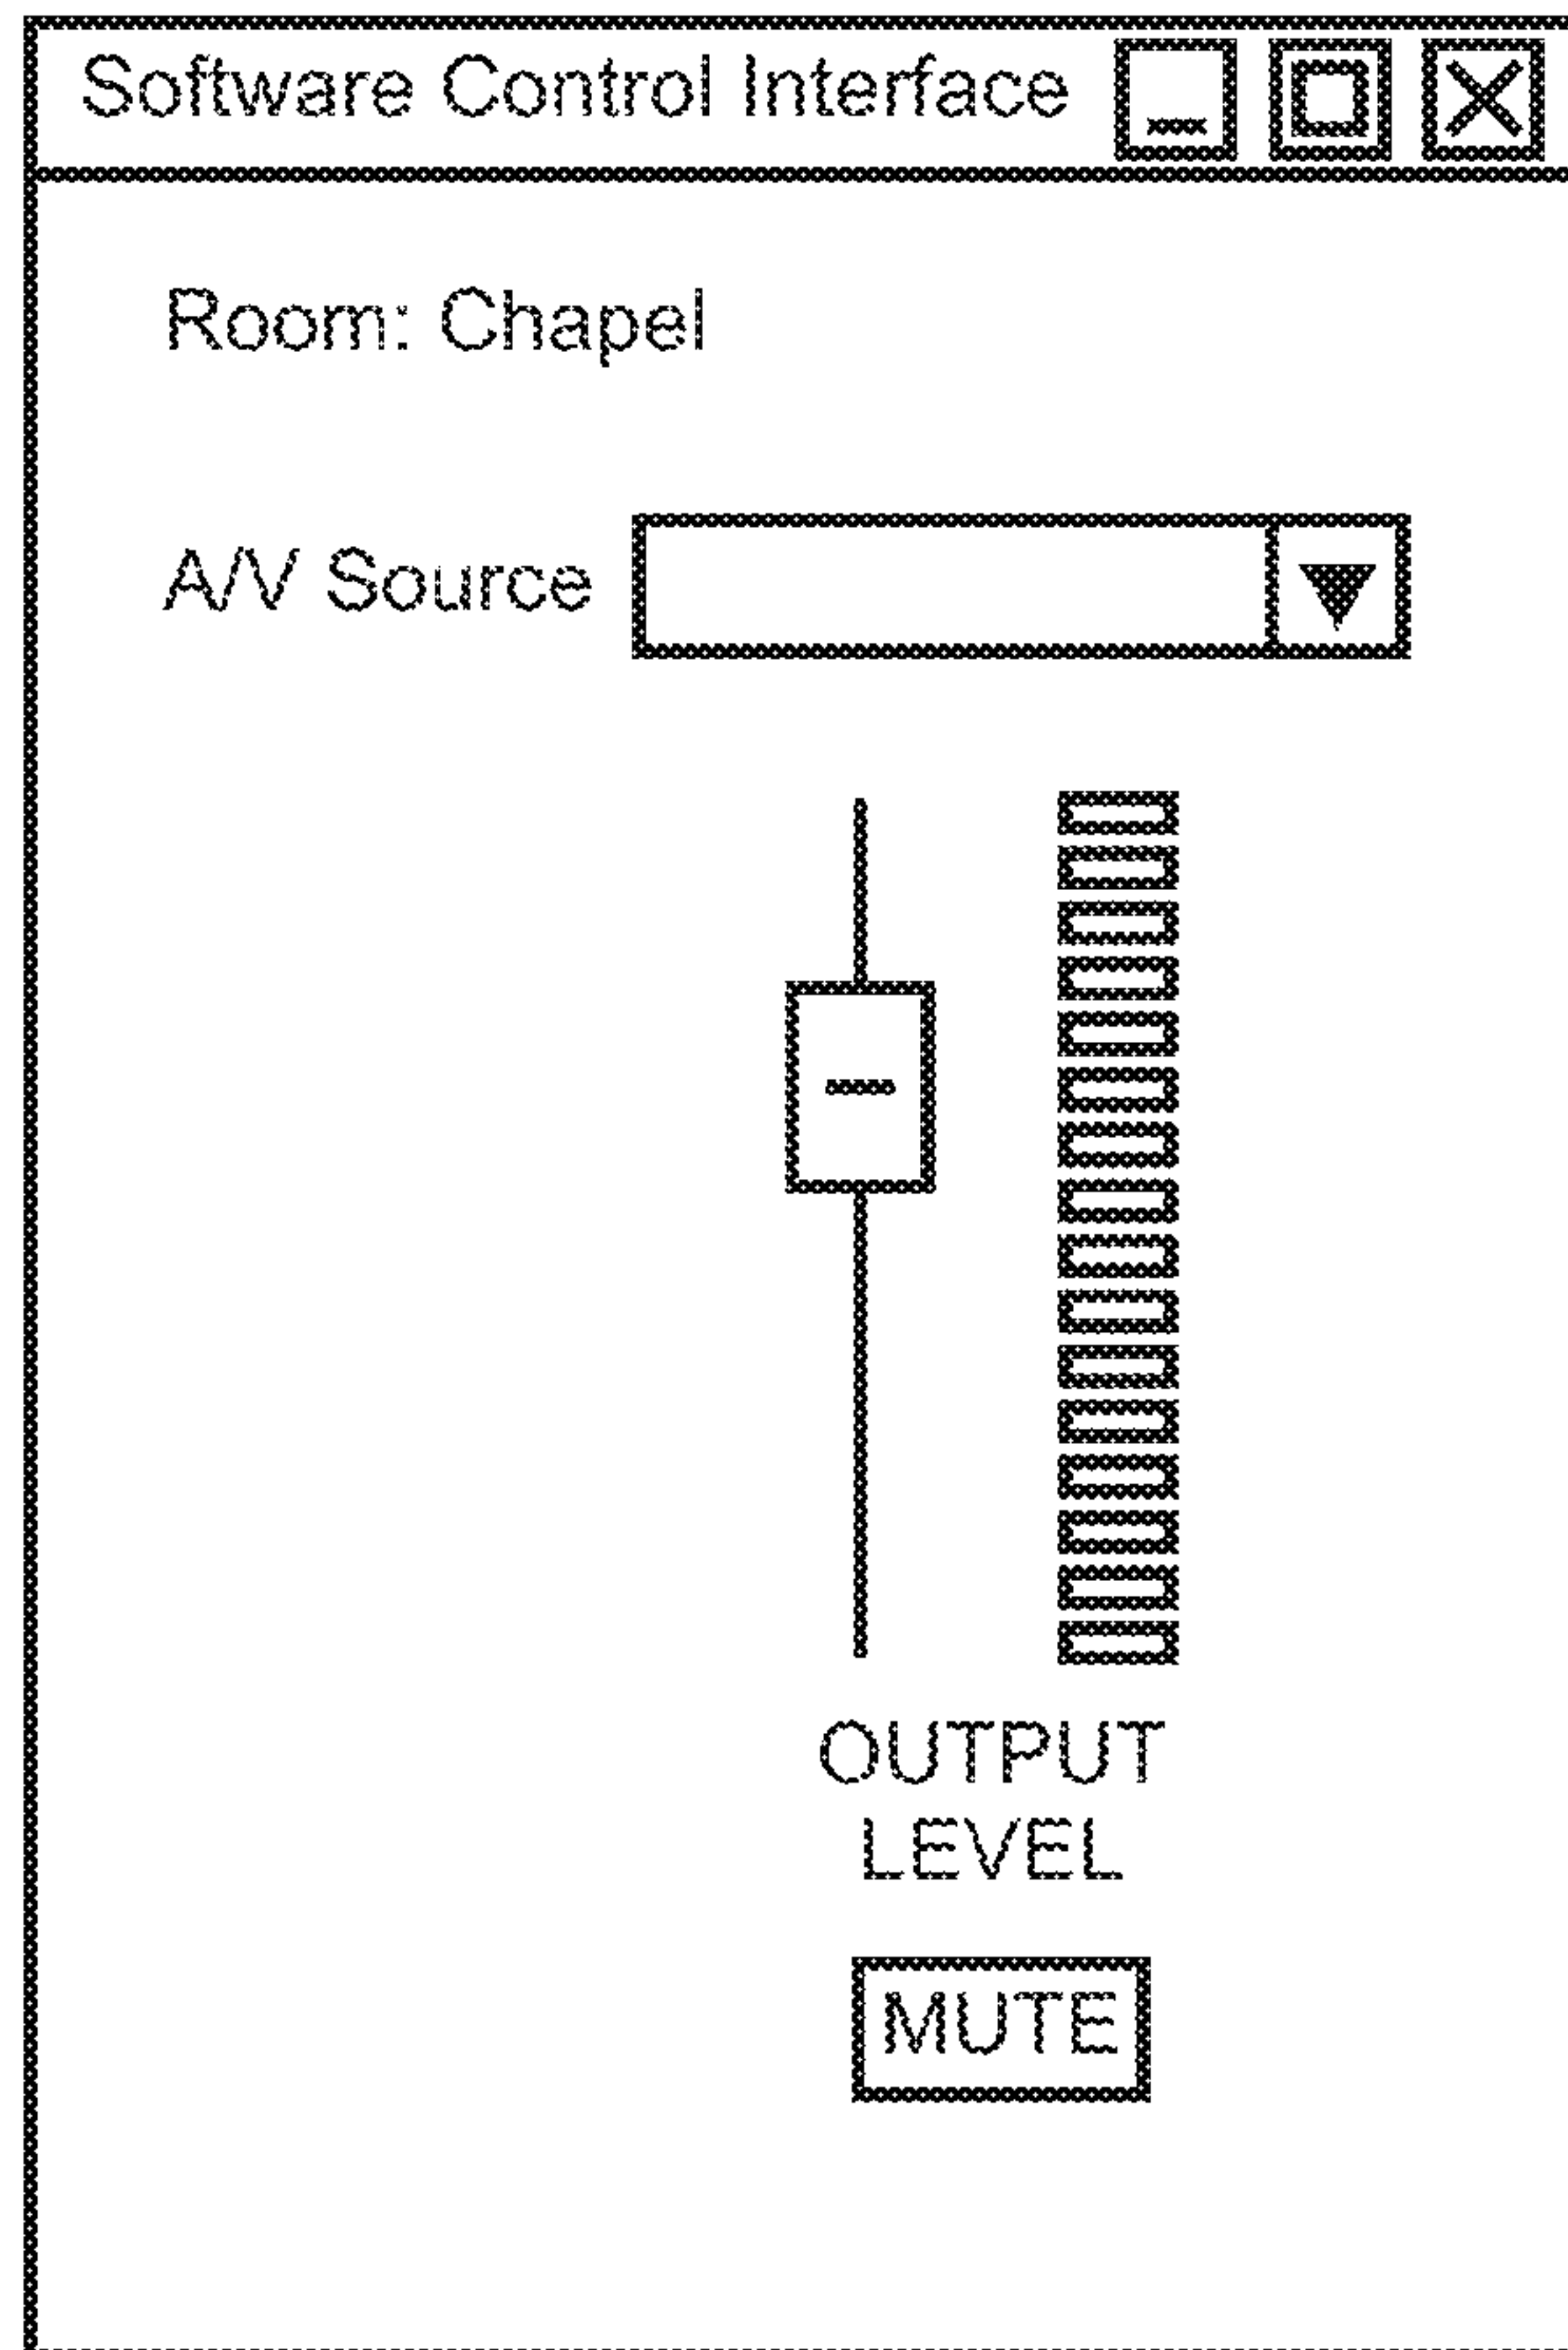 Software Control Interface
Room: Chapel
A/V Source
OUTPUT
LEVEL
MUTE